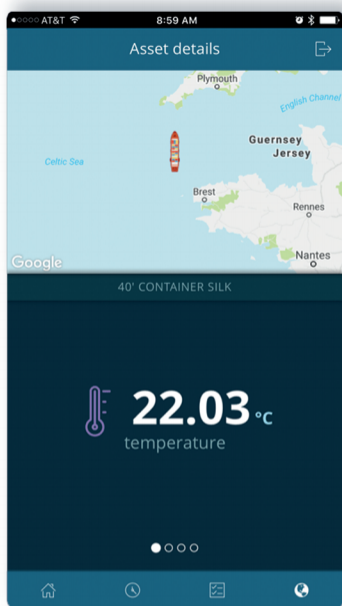 AT&T 8:59 AM
Asset details
Plymouth
English Channel
Guernsey
Jersey
Celtic Sea
Brest
Rennes
Nantes
Google
40' CONTAINER SILK
22.03 °C
temperature